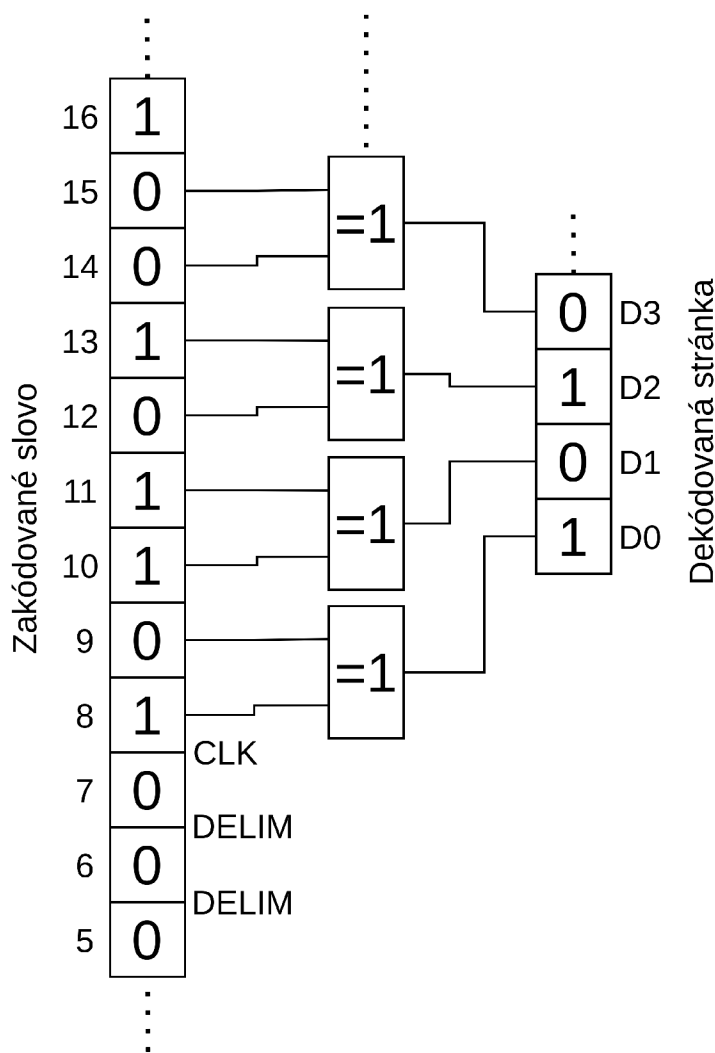 Zakódované slovo
16 1
15 0
14 0
13 1
12 0
11 1
10 1
9 0
8 1
CLK
7 0
DELIM
6 0
DELIM
5 0
=1
=1
=1
=1
0 D3
1 D2
0 D1
1 D0
Dekódovaná stránka